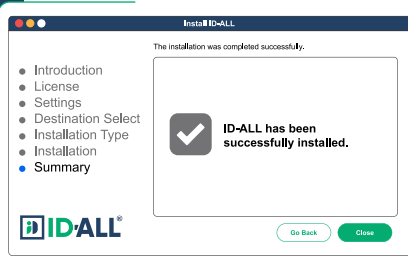 Install ID-ALL
The installation was completed successfully.
Introduction
License
Settings
Destination Select
Installation Type
Installation
Summary
ID-ALL has been
successfully installed.
ID-ALL®
Go Back
Close